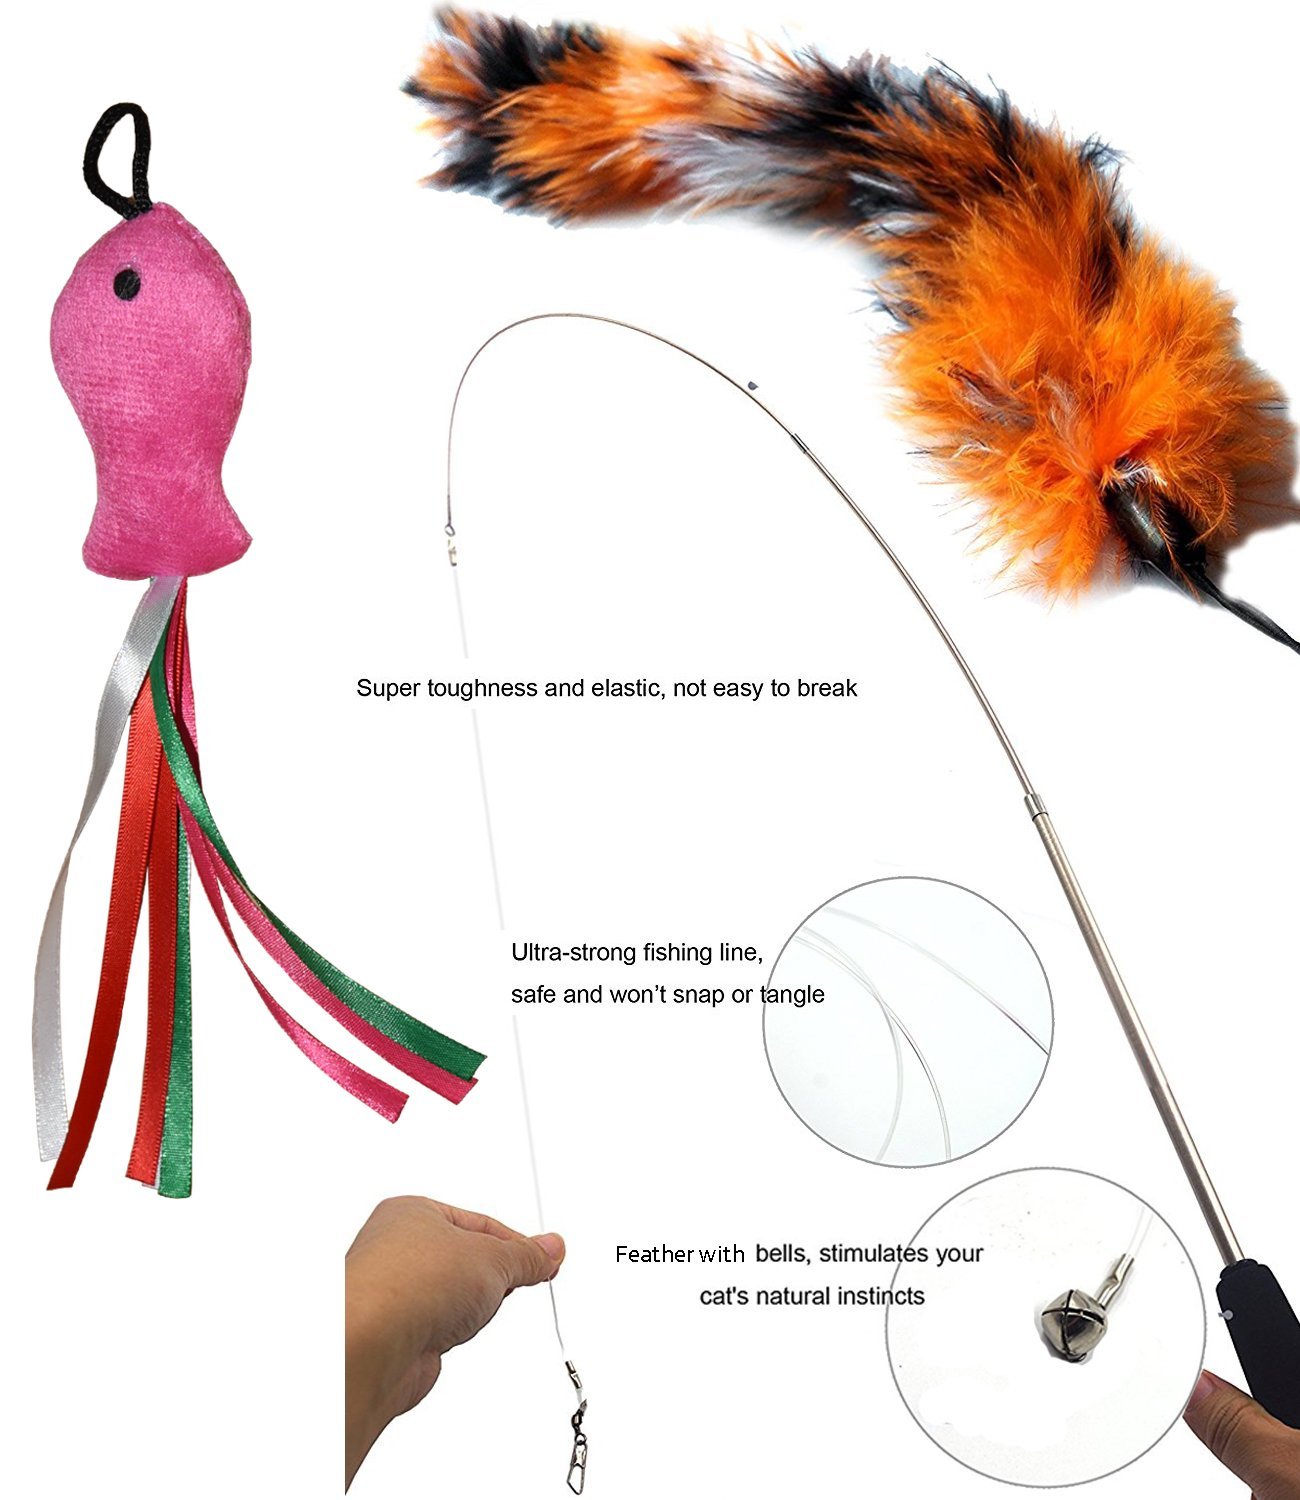 Super toughness and elastic, not easy to break
Ultra-strong fishing line,
safe and won’t snap or tangle
Feather with bells, stimulates your
cat's natural instincts